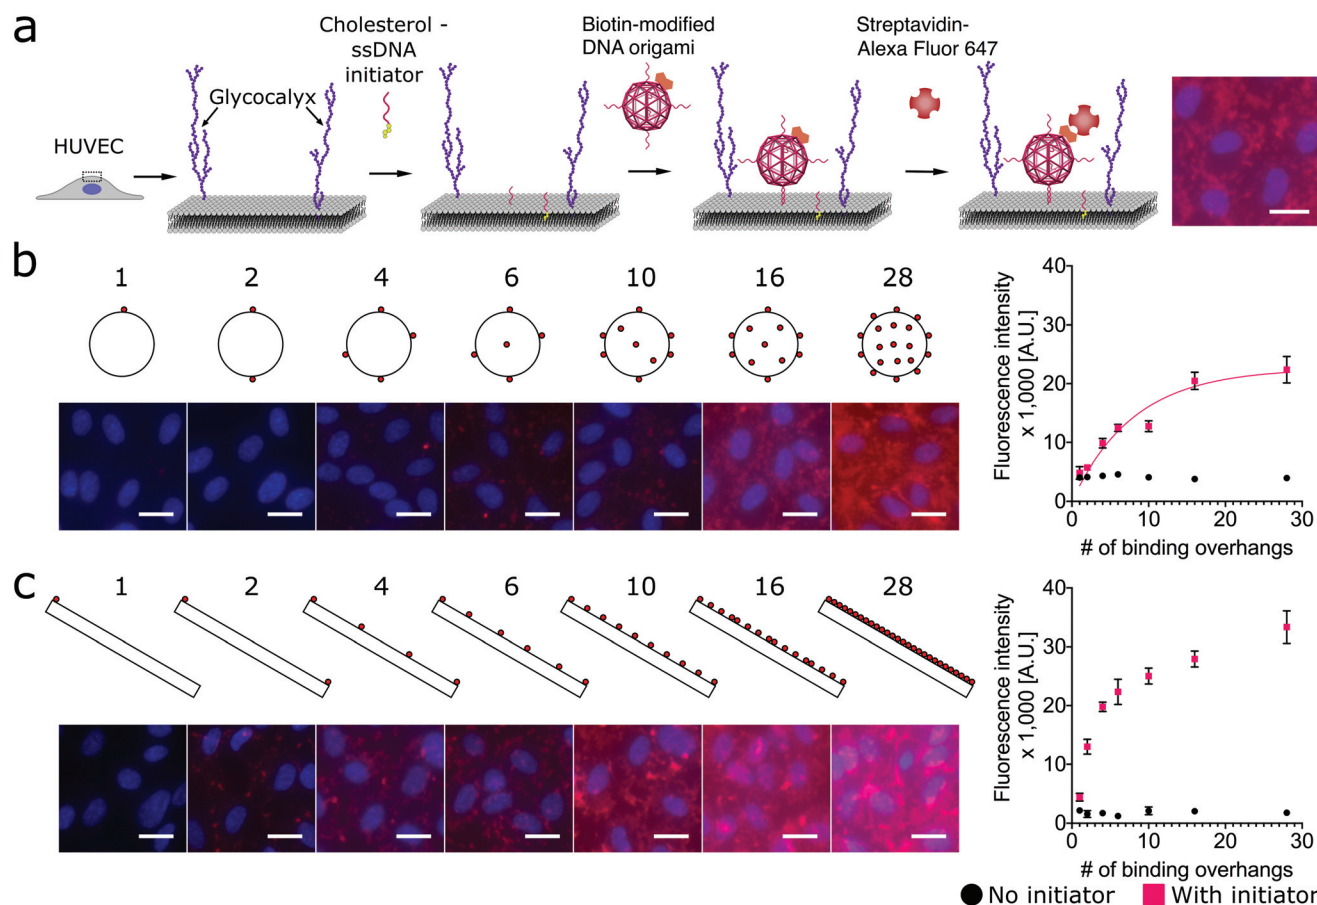 a
Cholesterol -
ssDNA
initiator
Biotin-modified
DNA origami
Streptavidin-
Alexa Fluor 647
Glycocalyx
HUVEC
b
1 2 4 6 10 16 28
Fluorescence intensity
x 1,000 [A.U.]
40
30
20
10
0
0 10 20 30
# of binding overhangs
c
1 2 4 6 10 16 28
Fluorescence intensity
x 1,000 [A.U.]
40
30
20
10
0
0 10 20 30
# of binding overhangs
No initiator With initiator